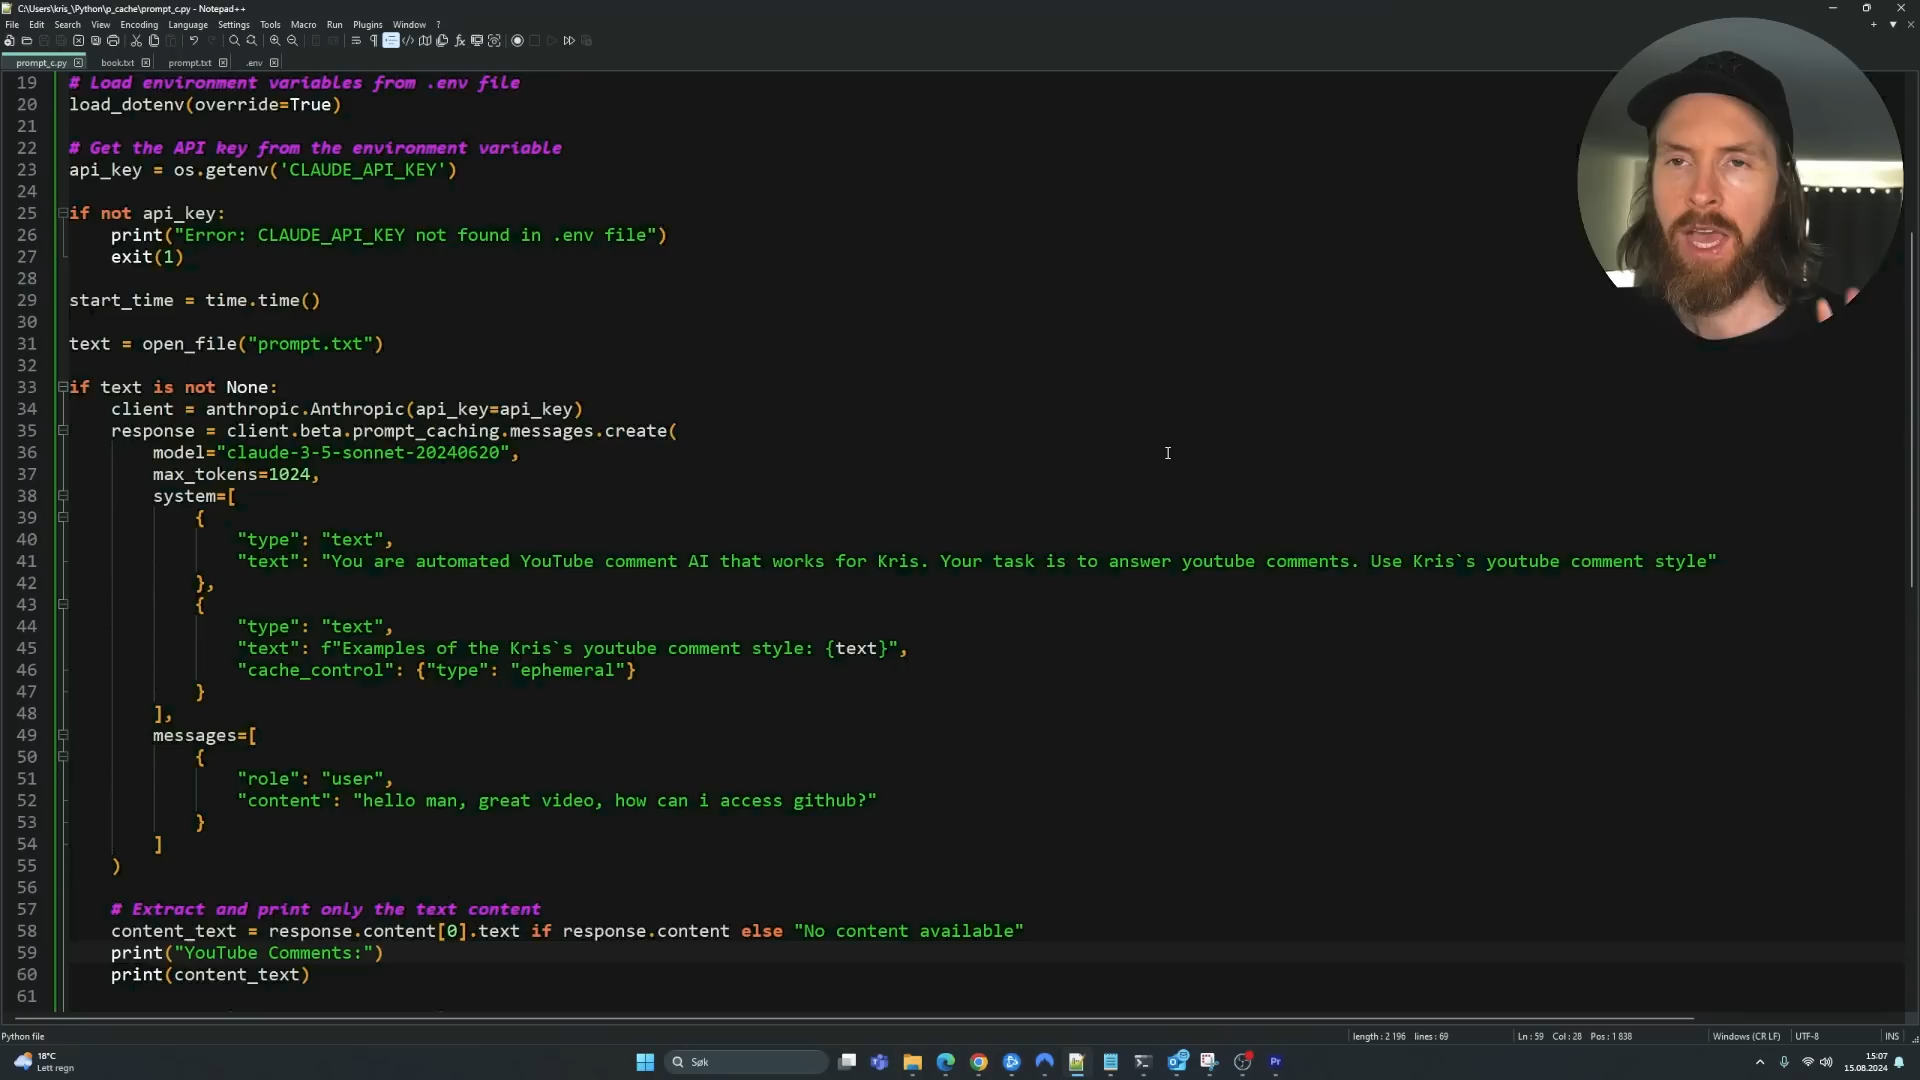 C:\Users\kris_\Python\p_cache\prompt_c.py - Notepad++
File Edit Search View Encoding Language Settings Tools Macro Run Plugins Window ?
prompt_c.py book.txt prompt.txt .env
19 # Load environment variables from .env file
20 load_dotenv(override=True)
21
22 # Get the API key from the environment variable
23 api_key = os.getenv('CLAUDE_API_KEY')
24
25 if not api_key:
26 print("Error: CLAUDE_API_KEY not found in .env file")
27 exit(1)
28
29 start_time = time.time()
30
31 text = open_file("prompt.txt")
32
33 if text is not None:
34 client = anthropic.Anthropic(api_key=api_key)
35 response = client.beta.prompt_caching.messages.create(
36 model="claude-3-5-sonnet-20240620",
37 max_tokens=1024,
38 system=[
39 {
40 "type": "text",
41 "text": "You are automated YouTube comment AI that works for Kris. Your task is to answer youtube comments. Use Kris`s youtube comment style"
42 },
43 {
44 "type": "text",
45 "text": f"Examples of the Kris`s youtube comment style: {text}",
46 "cache_control": {"type": "ephemeral"}
47 }
48 ],
49 messages=[
50 {
51 "role": "user",
52 "content": "hello man, great video, how can i access github?"
53 }
54 ]
55 )
56
57 # Extract and print only the text content
58 content_text = response.content[0].text if response.content else "No content available"
59 print("YouTube Comments:")
60 print(content_text)
61
Python file length : 2 196 lines : 69 Ln : 59 Col : 28 Pos : 1 838 Windows (CR LF) UTF-8 INS
18°C
Lett regn
Søk
Pr
15:07
15.08.2024